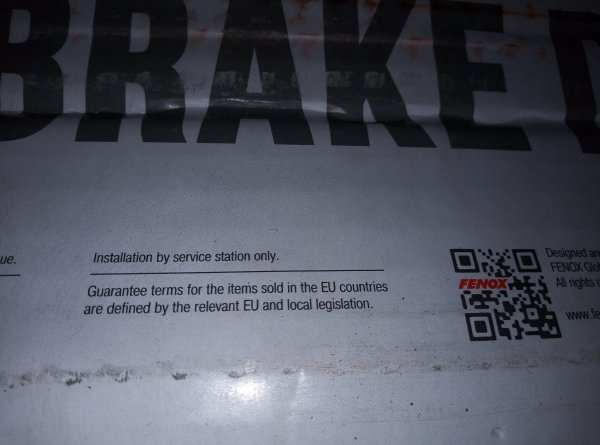 BRAKE D
ue.
Installation by service station only.
Guarantee terms for the items sold in the EU countries
are defined by the relevant EU and local legislation.
FENOX
Designed an
FENOX Glob
All rights r
www.fe